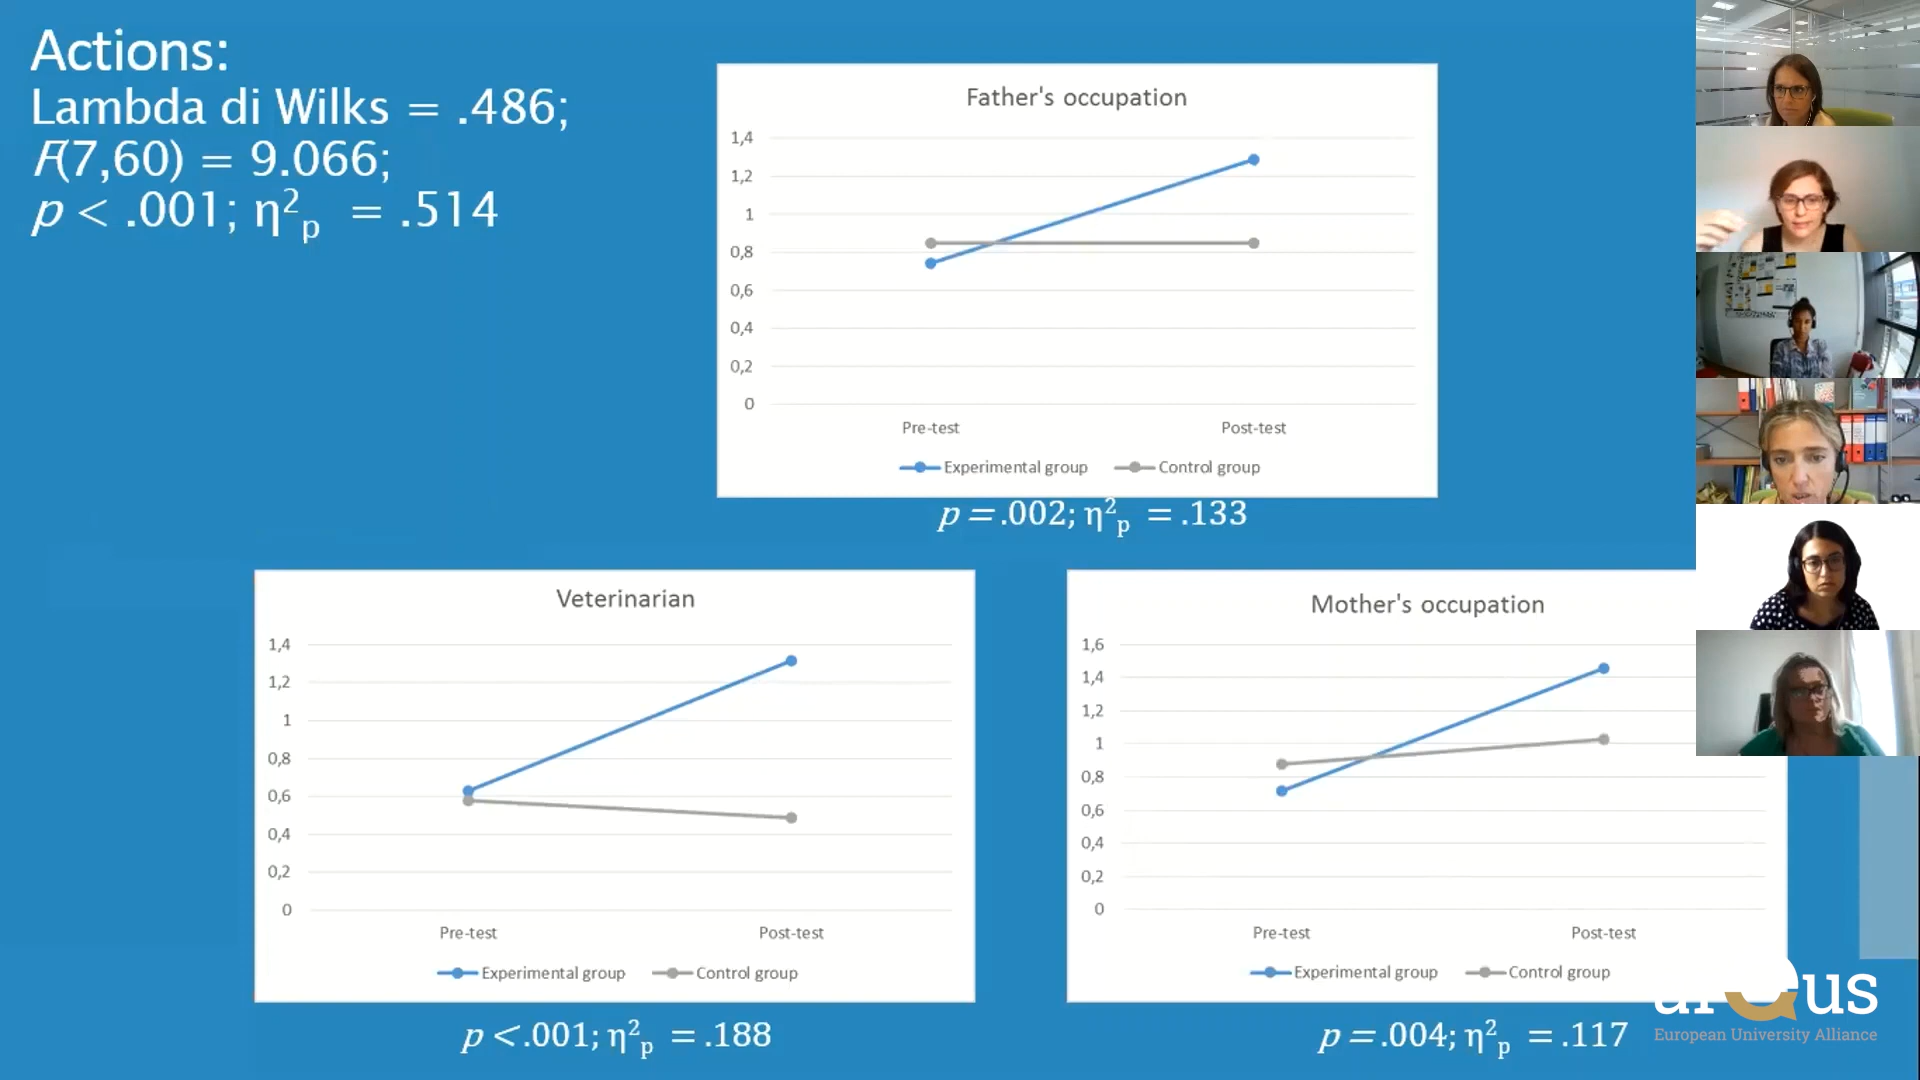 Actions:
Lambda di Wilks = .486;
F(7,60) = 9.066;
p < .001; η²p = .514
Father's occupation
1,4
1,2
1
0,8
0,6
0,4
0,2
0
Pre-test Post-test
Experimental group Control group
p = .002; η²p = .133
Veterinarian
1,4
1,2
1
0,8
0,6
0,4
0,2
0
Pre-test Post-test
Experimental group Control group
p < .001; η²p = .188
Mother's occupation
1,6
1,4
1,2
1
0,8
0,6
0,4
0,2
0
Pre-test Post-test
Experimental group Control group
p = .004; η²p = .117
arqus
European University Alliance